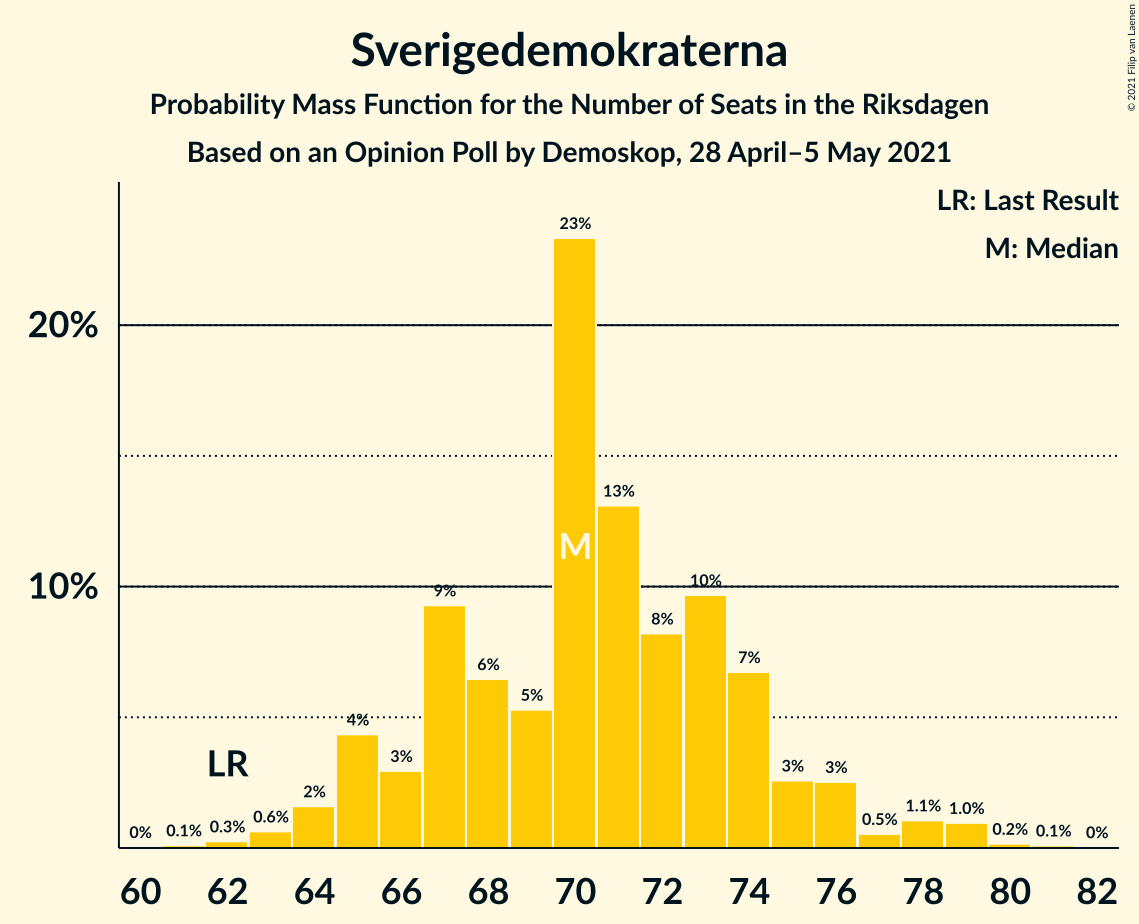 Sverigedemokraterna
Probability Mass Function for the Number of Seats in the Riksdagen
Based on an Opinion Poll by Demoskop, 28 April–5 May 2021
© 2021 Filip van Laenen
LR: Last Result
M: Median
20%
10%
0%
0.1%
0.3%
0.6%
2%
4%
3%
9%
6%
5%
23%
13%
8%
10%
7%
3%
3%
0.5%
1.1%
1.0%
0.2%
0.1%
0%
LR
M
60 62 64 66 68 70 72 74 76 78 80 82